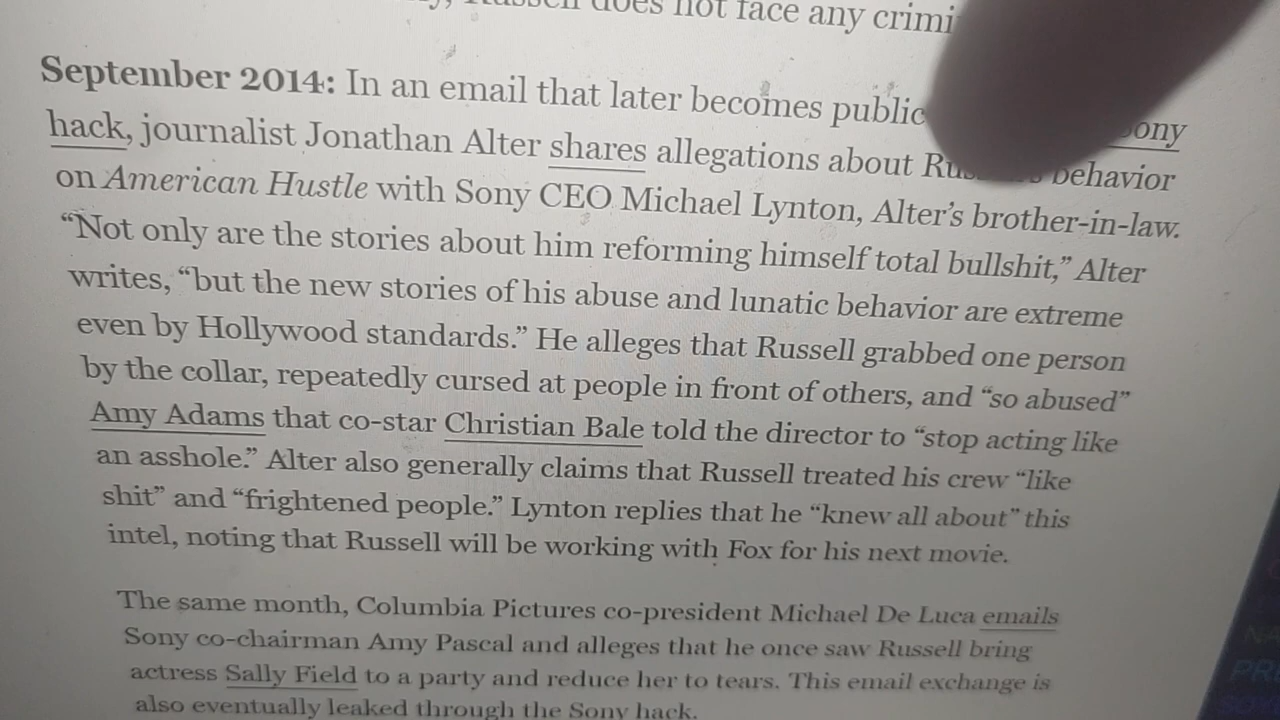 Russell does not face any
September 2014: In an email that later becomes public
hack, journalist Jonathan Alter shares allegations about behavior
on American Hustle with Sony CEO Michael Lynton, Alter’s brother-in-law.
“Not only are the stories about him reforming himself total bullshit,” Alter
writes, “but the new stories of his abuse and lunatic behavior are extreme
even by Hollywood standards.” He alleges that Russell grabbed one person
by the collar, repeatedly cursed at people in front of others, and “so abused”
Amy Adams that co-star Christian Bale told the director to “stop acting like
an asshole.” Alter also generally claims that Russell treated his crew “like
shit” and “frightened people.” Lynton replies that he “knew all about” this
intel, noting that Russell will be working with Fox for his next movie.
The same month, Columbia Pictures co-president Michael De Luca emails
Sony co-chairman Amy Pascal and alleges that he once saw Russell bring
actress Sally Field to a party and reduce her to tears. This email exchange is
also eventually leaked through the Sony hack.